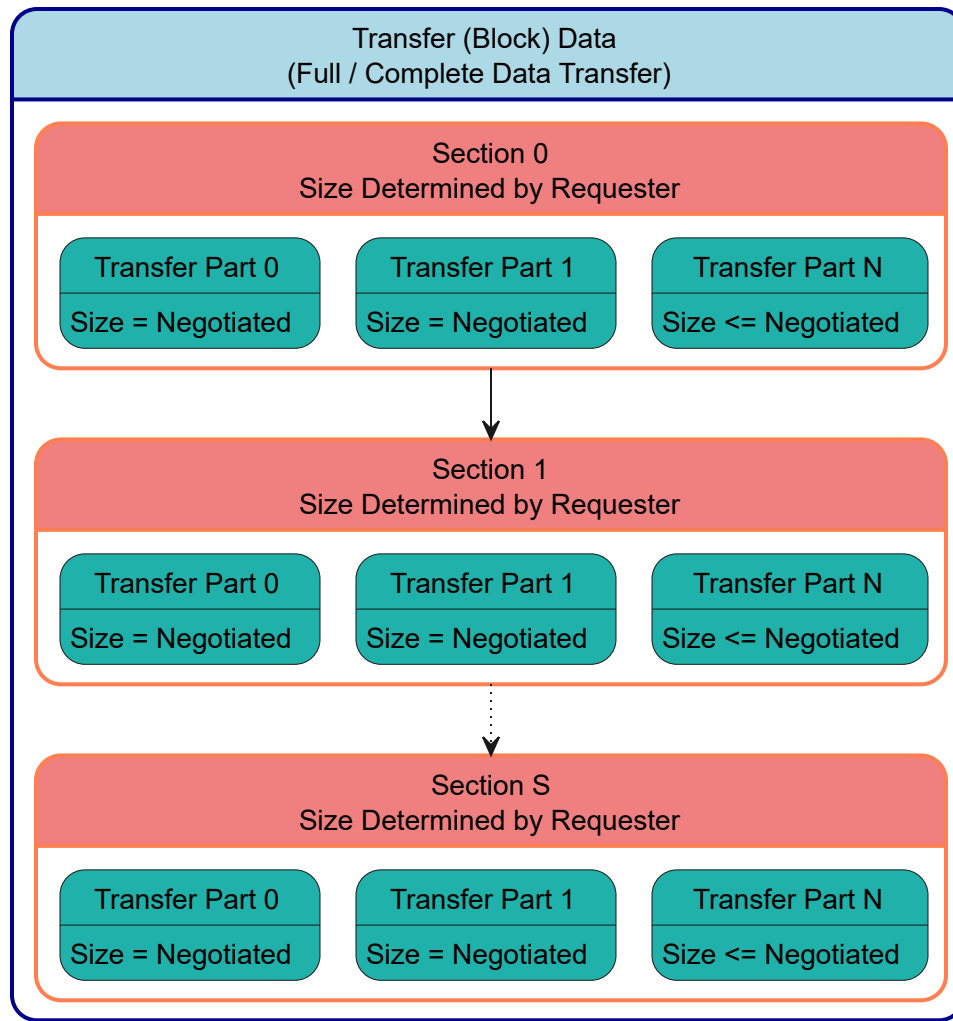 Transfer (Block) Data
(Full / Complete Data Transfer)
Section 0
Size Determined by Requester
Transfer Part 0
Size = Negotiated
Transfer Part 1
Size = Negotiated
Transfer Part N
Size <= Negotiated
Section 1
Size Determined by Requester
Transfer Part 0
Size = Negotiated
Transfer Part 1
Size = Negotiated
Transfer Part N
Size <= Negotiated
Section S
Size Determined by Requester
Transfer Part 0
Size = Negotiated
Transfer Part 1
Size = Negotiated
Transfer Part N
Size <= Negotiated